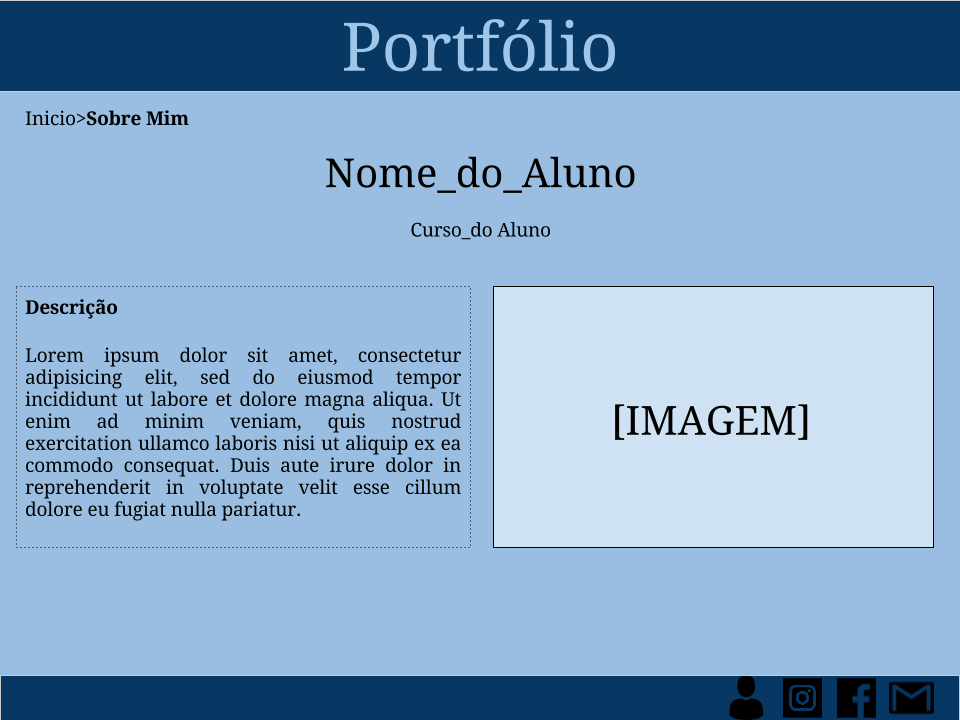 Portfólio
Inicio>Sobre Mim
Nome_do_Aluno
Curso_do Aluno
Descrição
Lorem ipsum dolor sit amet, consectetur
adipisicing elit, sed do eiusmod tempor
incididunt ut labore et dolore magna aliqua. Ut
enim ad minim veniam, quis nostrud
exercitation ullamco laboris nisi ut aliquip ex ea
commodo consequat. Duis aute irure dolor in
reprehenderit in voluptate velit esse cillum
dolore eu fugiat nulla pariatur.
[IMAGEM]